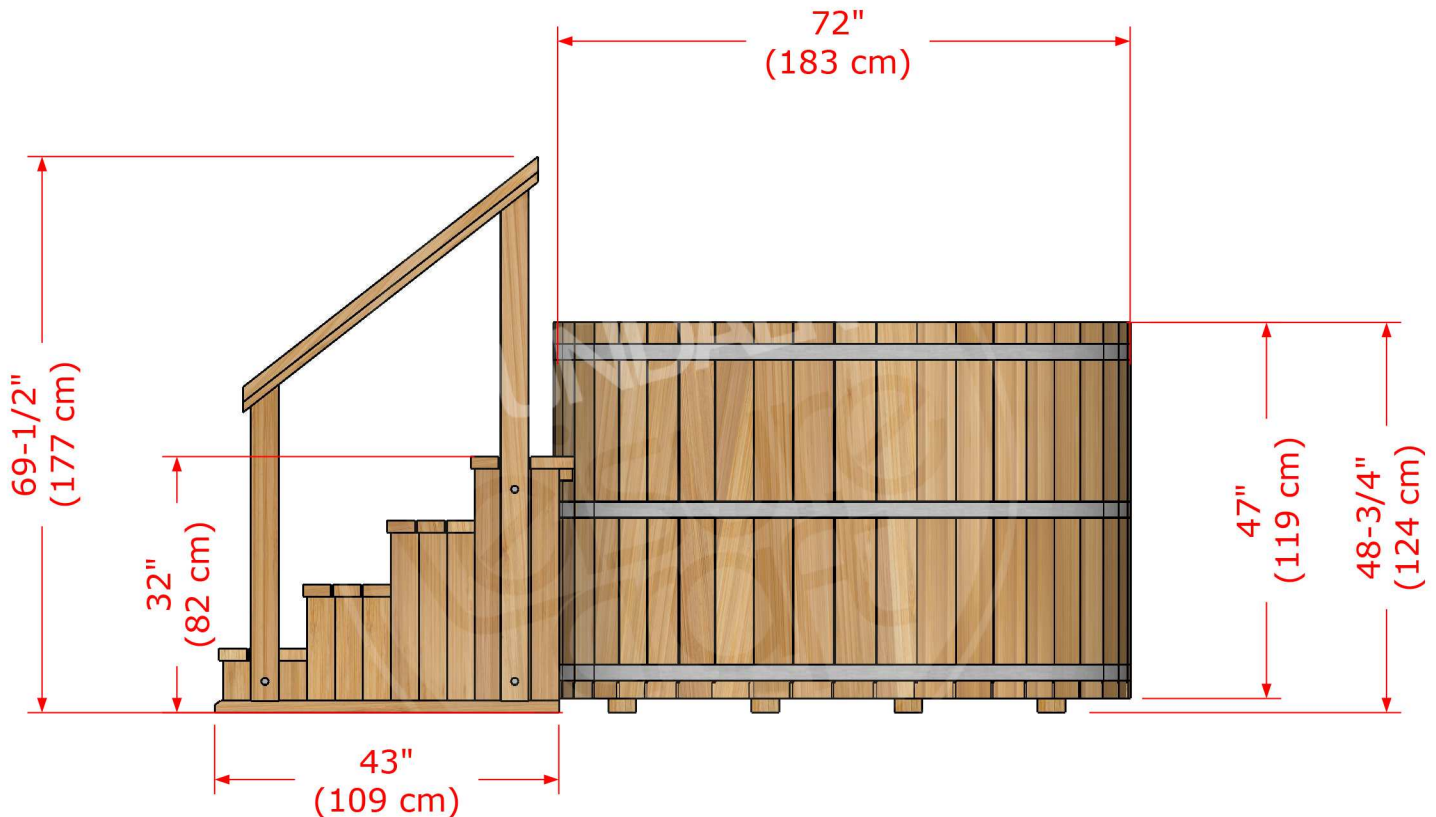 72"
(183 cm)
69-1/2"
(177 cm)
32"
(82 cm)
47"
(119 cm)
48-3/4"
(124 cm)
43"
(109 cm)